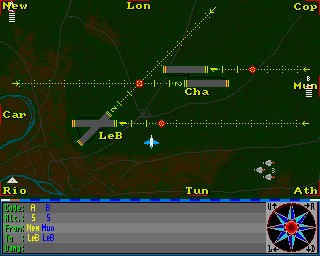 New Lon Cop
Mun
Cha
Car
LeB
Rio Tun Ath
Code: A B
Alt.: 5 5
From: New Mun
To : LeB LeB
U R
L D